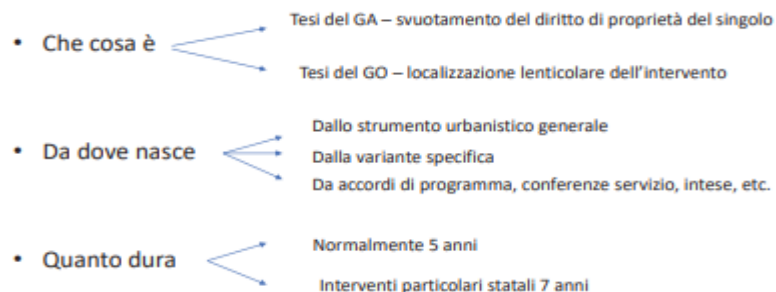 Tesi del GA – svuotamento del diritto di proprietà del singolo
• Che cosa è
Tesi del GO – localizzazione lenticolare dell'intervento
Dallo strumento urbanistico generale
• Da dove nasce
Dalla variante specifica
Da accordi di programma, conferenze servizio, intese, etc.
Normalmente 5 anni
• Quanto dura
Interventi particolari statali 7 anni